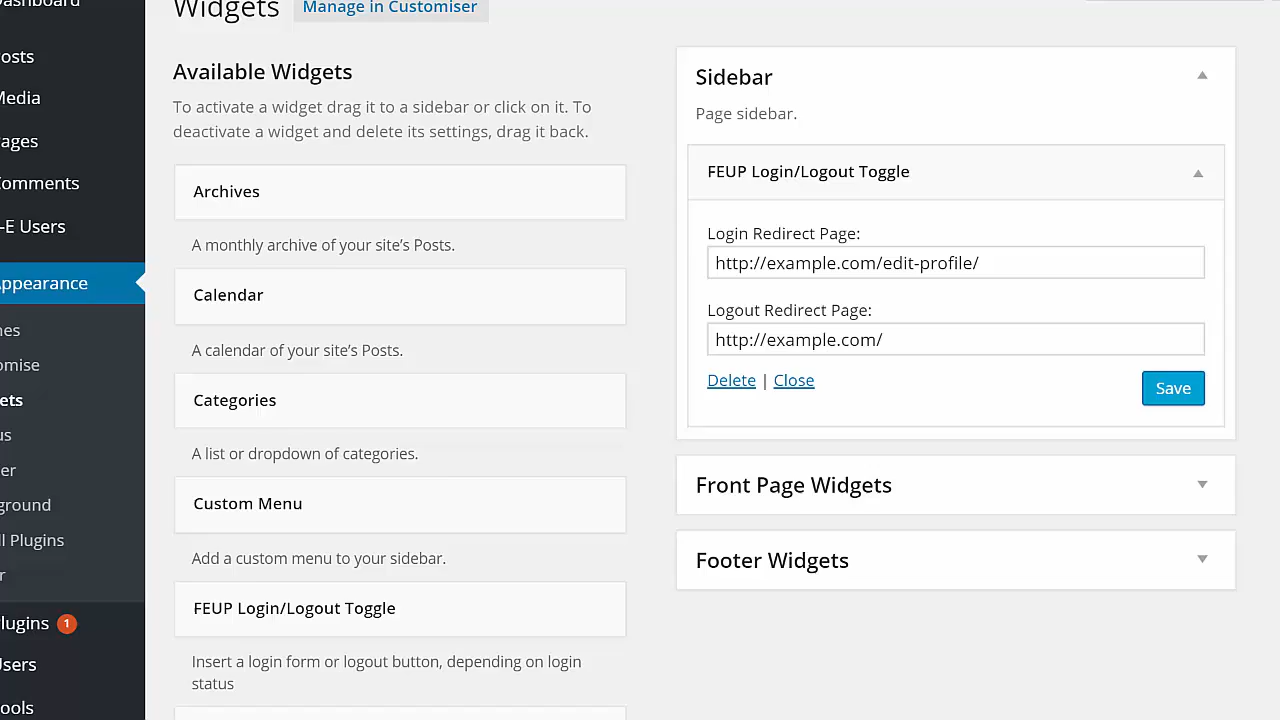 ashboard
osts
Media
ages
omments
-E Users
ppearance
nes
omise
ets
us
er
ground
ll Plugins
r
lugins 1
sers
ools
Widgets Manage in Customiser
Available Widgets
To activate a widget drag it to a sidebar or click on it. To
deactivate a widget and delete its settings, drag it back.
Archives
A monthly archive of your site's Posts.
Calendar
A calendar of your site's Posts.
Categories
A list or dropdown of categories.
Custom Menu
Add a custom menu to your sidebar.
FEUP Login/Logout Toggle
Insert a login form or logout button, depending on login
status
Sidebar
Page sidebar.
FEUP Login/Logout Toggle
Login Redirect Page:
http://example.com/edit-profile/
Logout Redirect Page:
http://example.com/
Delete | Close
Save
Front Page Widgets
Footer Widgets